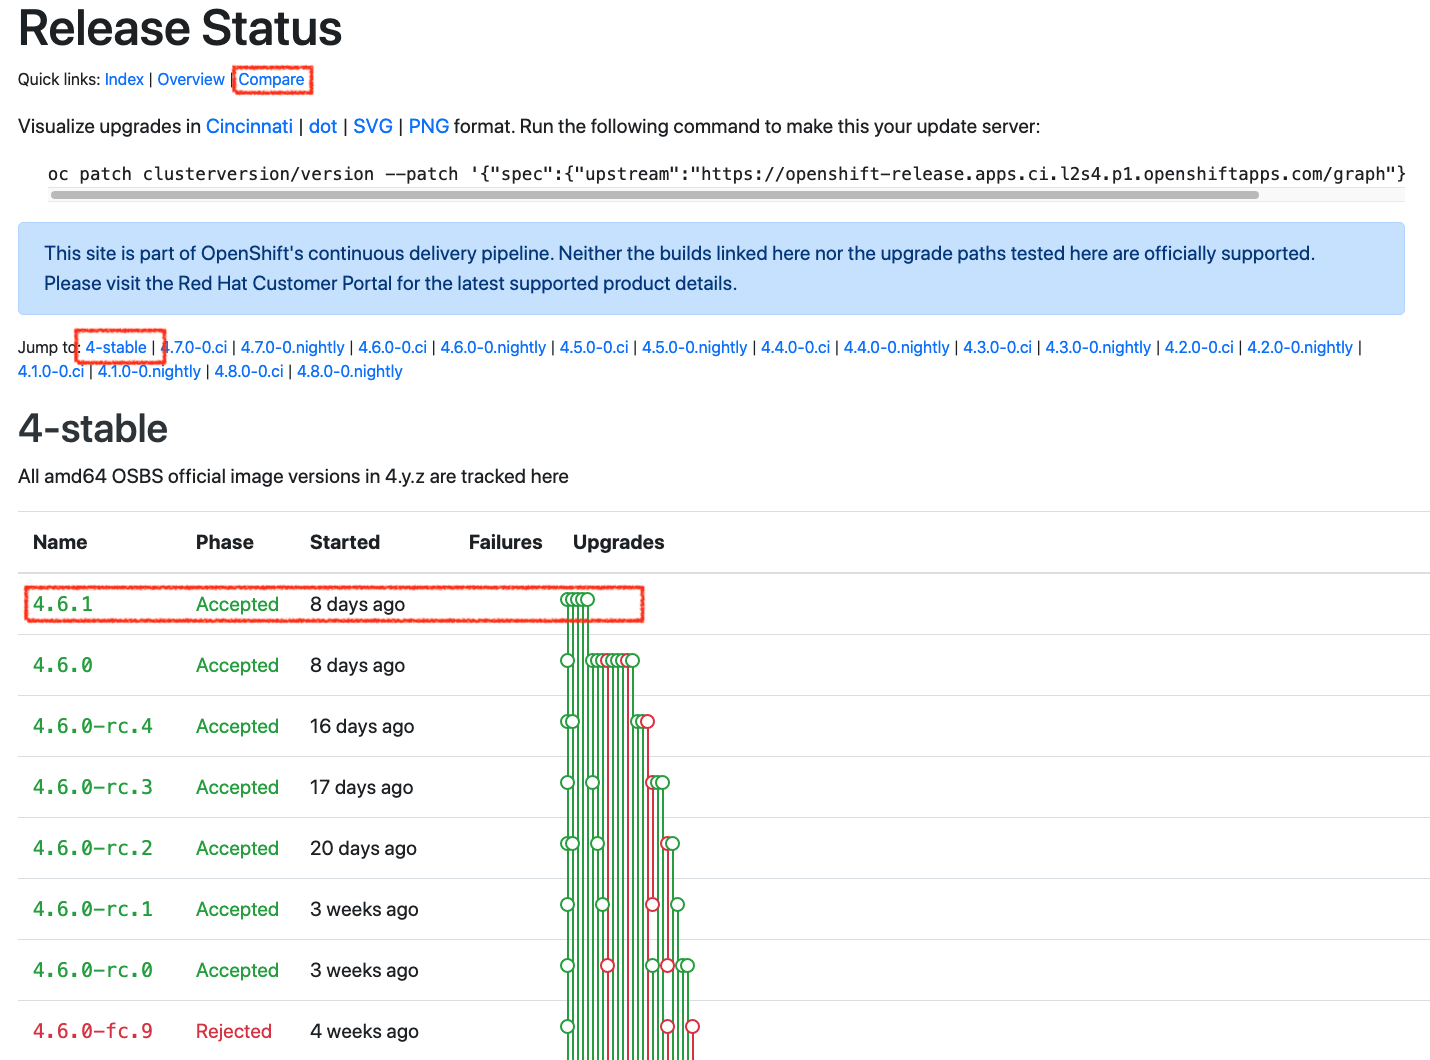 Release Status
Quick links: Index | Overview | Compare
Visualize upgrades in Cincinnati | dot | SVG | PNG format. Run the following command to make this your update server:
oc patch clusterversion/version --patch '{"spec":{"upstream":"https://openshift-release.apps.ci.l2s4.p1.openshiftapps.com/graph"}
This site is part of OpenShift's continuous delivery pipeline. Neither the builds linked here nor the upgrade paths tested here are officially supported.
Please visit the Red Hat Customer Portal for the latest supported product details.
Jump to: 4-stable | 4.7.0-0.ci | 4.7.0-0.nightly | 4.6.0-0.ci | 4.6.0-0.nightly | 4.5.0-0.ci | 4.5.0-0.nightly | 4.4.0-0.ci | 4.4.0-0.nightly | 4.3.0-0.ci | 4.3.0-0.nightly | 4.2.0-0.ci | 4.2.0-0.nightly |
4.1.0-0.ci | 4.1.0-0.nightly | 4.8.0-0.ci | 4.8.0-0.nightly
4-stable
All amd64 OSBS official image versions in 4.y.z are tracked here
Name Phase Started Failures Upgrades
4.6.1 Accepted 8 days ago
4.6.0 Accepted 8 days ago
4.6.0-rc.4 Accepted 16 days ago
4.6.0-rc.3 Accepted 17 days ago
4.6.0-rc.2 Accepted 20 days ago
4.6.0-rc.1 Accepted 3 weeks ago
4.6.0-rc.0 Accepted 3 weeks ago
4.6.0-fc.9 Rejected 4 weeks ago